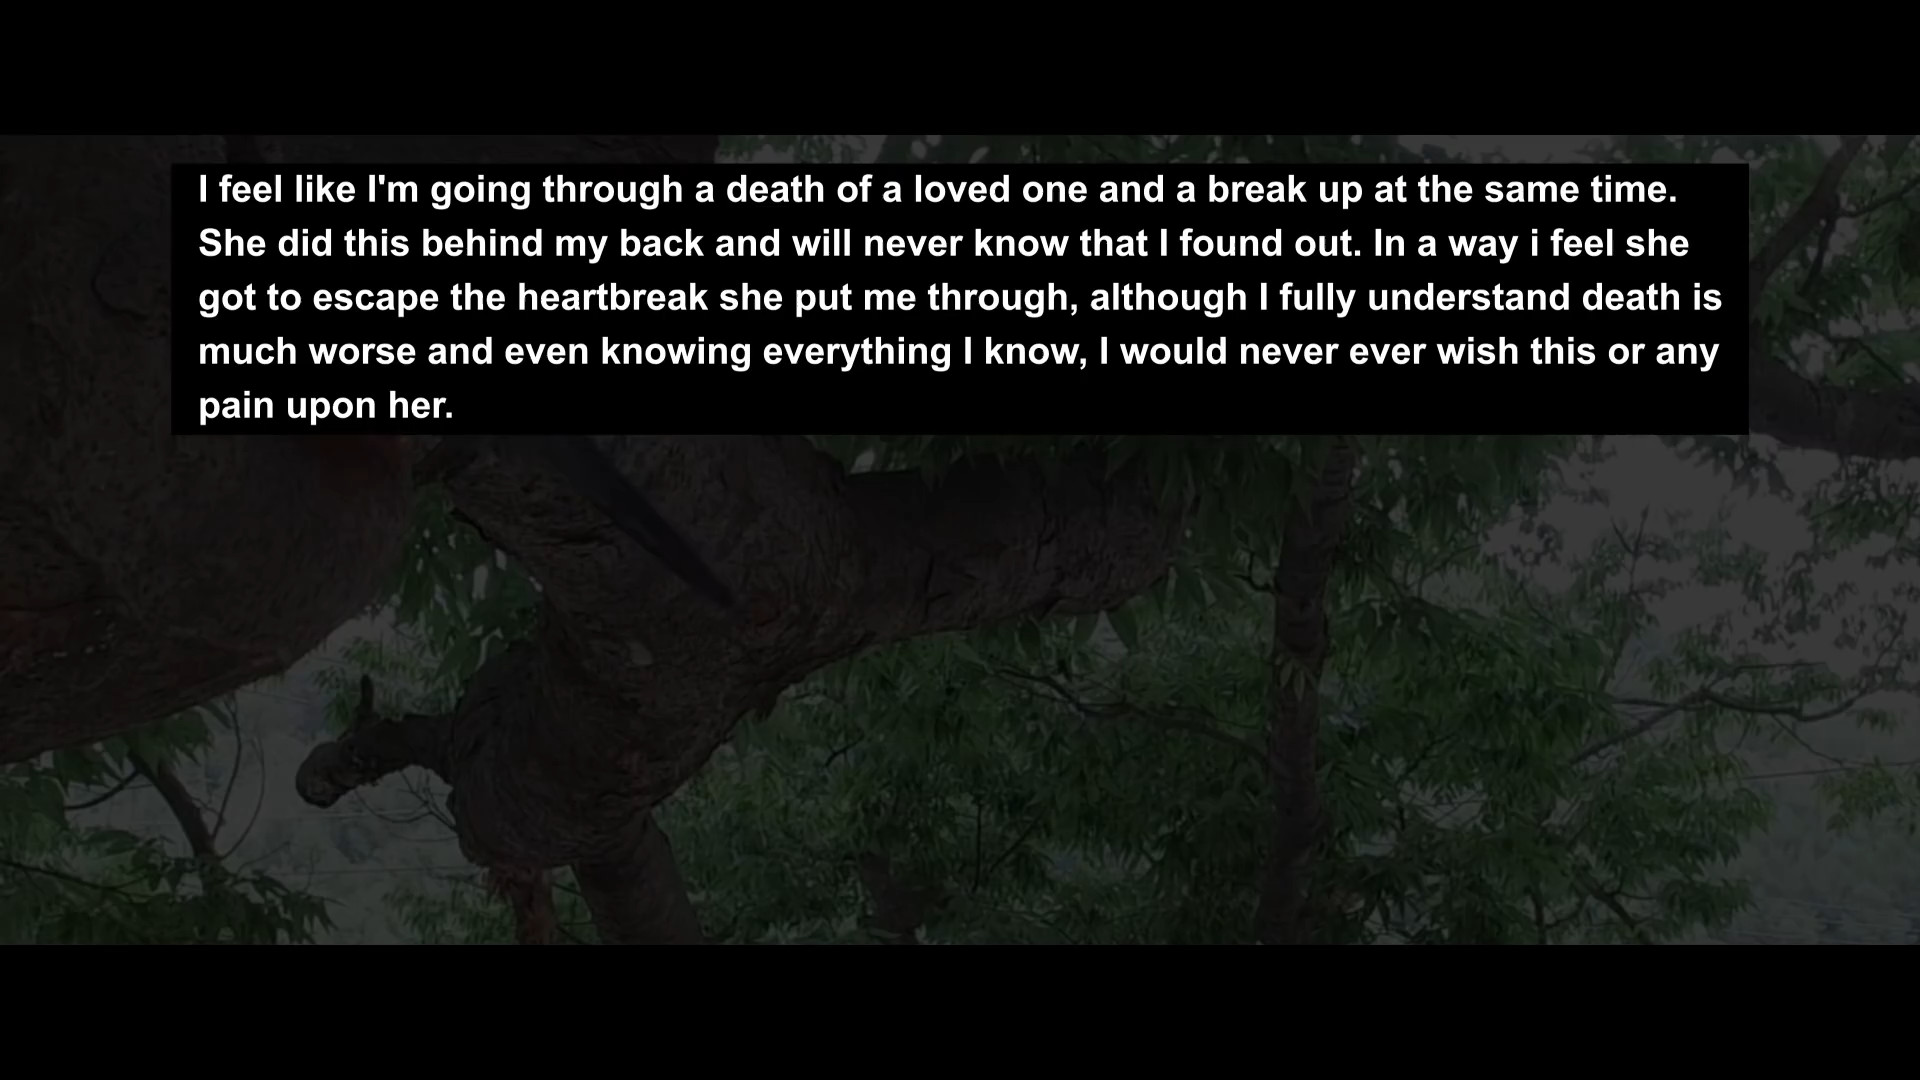 I feel like I'm going through a death of a loved one and a break up at the same time.
She did this behind my back and will never know that I found out. In a way i feel she
got to escape the heartbreak she put me through, although I fully understand death is
much worse and even knowing everything I know, I would never ever wish this or any
pain upon her.